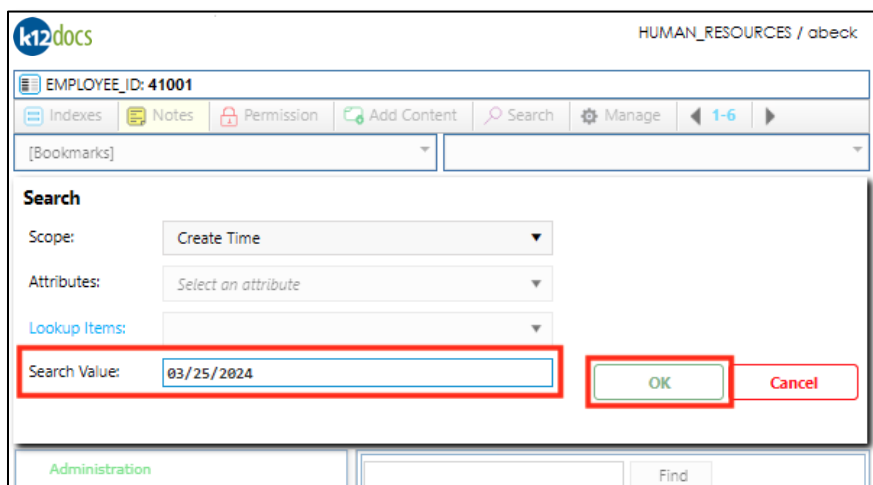 k12docs
HUMAN_RESOURCES / abeck
EMPLOYEE_ID: 41001
Indexes Notes Permission Add Content Search Manage 1-6
[Bookmarks]
Search
Scope: Create Time
Attributes: Select an attribute
Lookup Items:
Search Value: 03/25/2024
OK Cancel
Administration Find